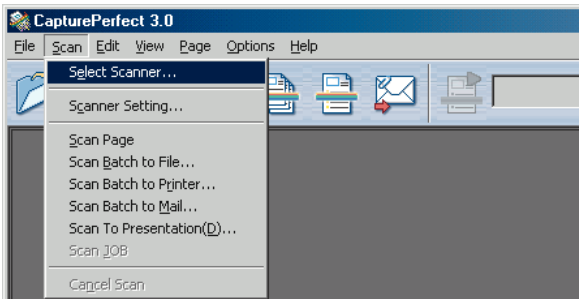 CapturePerfect 3.0
File Scan Edit View Page Options Help
Select Scanner...
Scanner Setting...
Scan Page
Scan Batch to File...
Scan Batch to Printer...
Scan Batch to Mail...
Scan To Presentation(D)...
Scan JOB
Cancel Scan